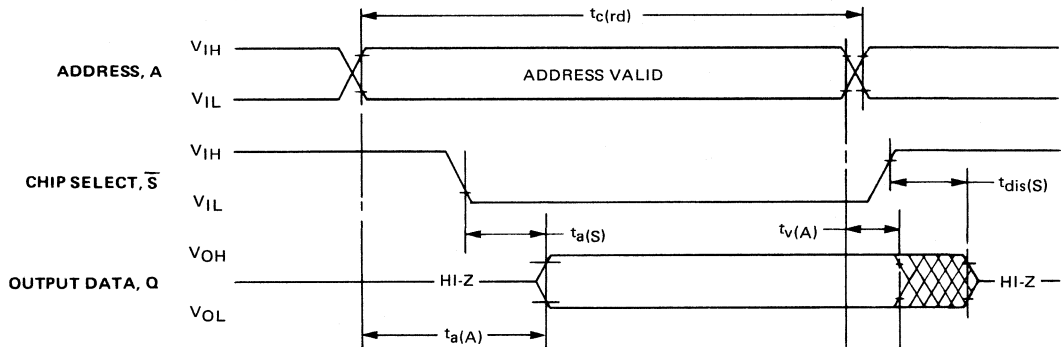 tc(rd)
VIH
ADDRESS, A
ADDRESS VALID
VIL
VIH
CHIP SELECT, S̅
tdis(S)
VIL
ta(S)
tv(A)
VOH
OUTPUT DATA, Q
HI-Z
HI-Z
VOL
ta(A)